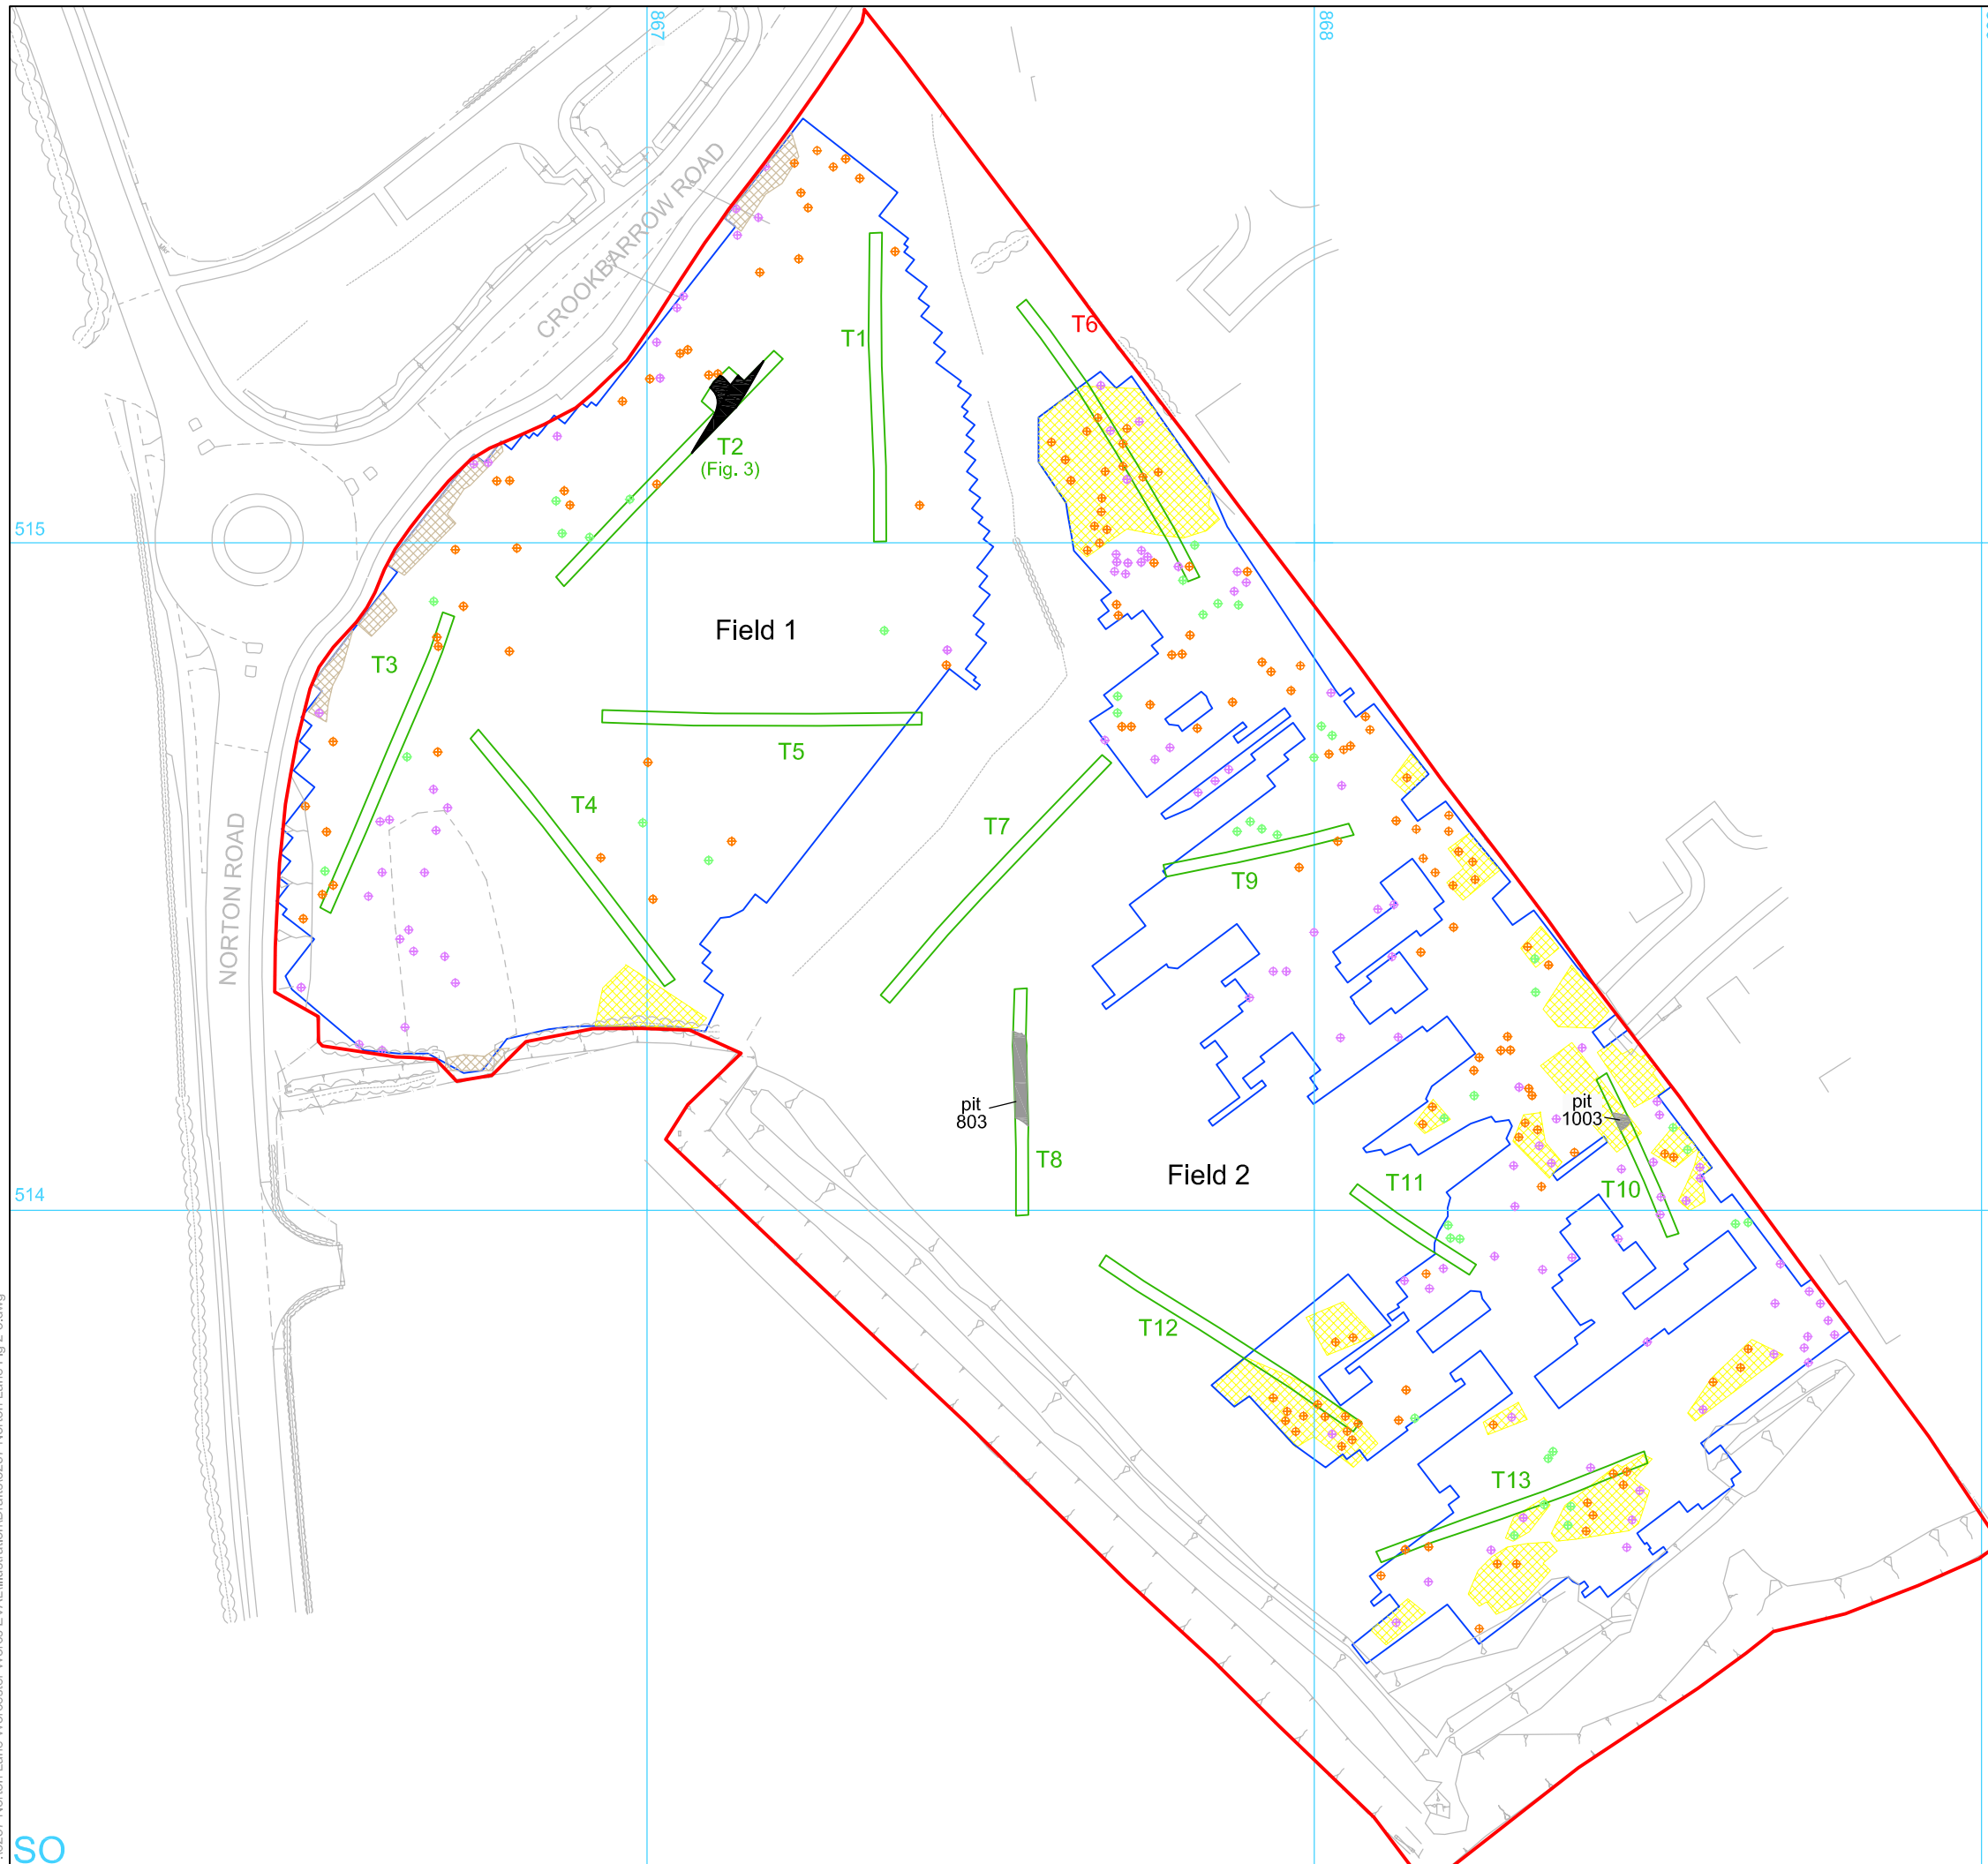 867
868
CROOKBARROW ROAD
T6
T1
T2
(Fig. 3)
515
Field 1
T3
T5
T4
T7
T9
NORTON ROAD
pit
803
pit
1003
T8
Field 2
T11
T10
514
T12
T13
SO